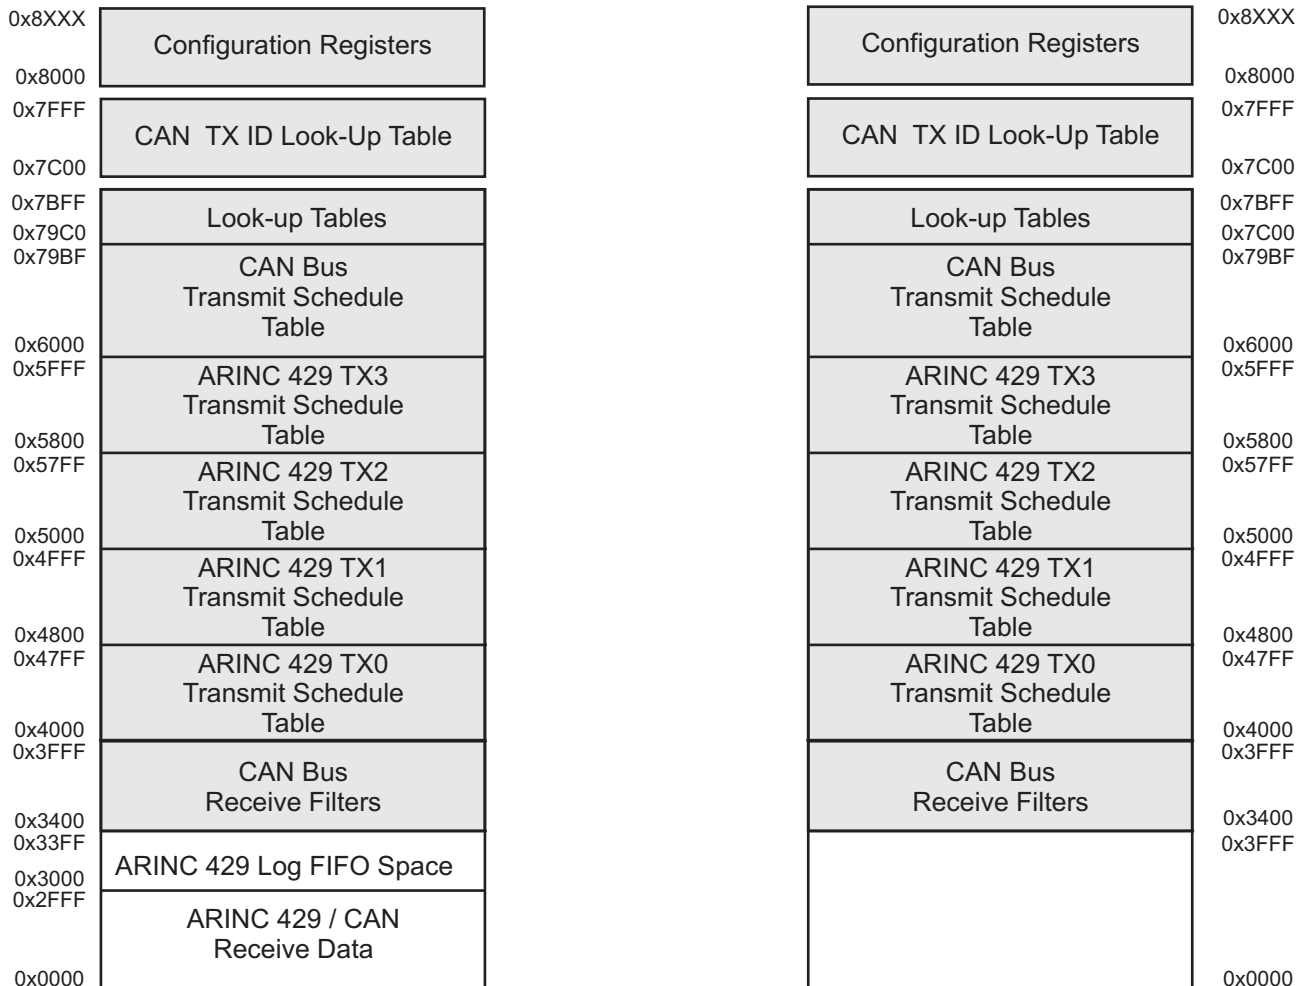 0x8XXX
Configuration Registers
0x8000
0x7FFF
CAN TX ID Look-Up Table
0x7C00
0x7BFF
Look-up Tables
0x79C0
0x79BF
CAN Bus
Transmit Schedule
Table
0x6000
0x5FFF
ARINC 429 TX3
Transmit Schedule
Table
0x5800
0x57FF
ARINC 429 TX2
Transmit Schedule
Table
0x5000
0x4FFF
ARINC 429 TX1
Transmit Schedule
Table
0x4800
0x47FF
ARINC 429 TX0
Transmit Schedule
Table
0x4000
0x3FFF
CAN Bus
Receive Filters
0x3400
0x33FF
ARINC 429 Log FIFO Space
0x3000
0x2FFF
ARINC 429 / CAN
Receive Data
0x0000
0x8XXX
Configuration Registers
0x8000
0x7FFF
CAN TX ID Look-Up Table
0x7C00
0x7BFF
Look-up Tables
0x7C00
0x79BF
CAN Bus
Transmit Schedule
Table
0x6000
0x5FFF
ARINC 429 TX3
Transmit Schedule
Table
0x5800
0x57FF
ARINC 429 TX2
Transmit Schedule
Table
0x5000
0x4FFF
ARINC 429 TX1
Transmit Schedule
Table
0x4800
0x47FF
ARINC 429 TX0
Transmit Schedule
Table
0x4000
0x3FFF
CAN Bus
Receive Filters
0x3400
0x3FFF
0x0000